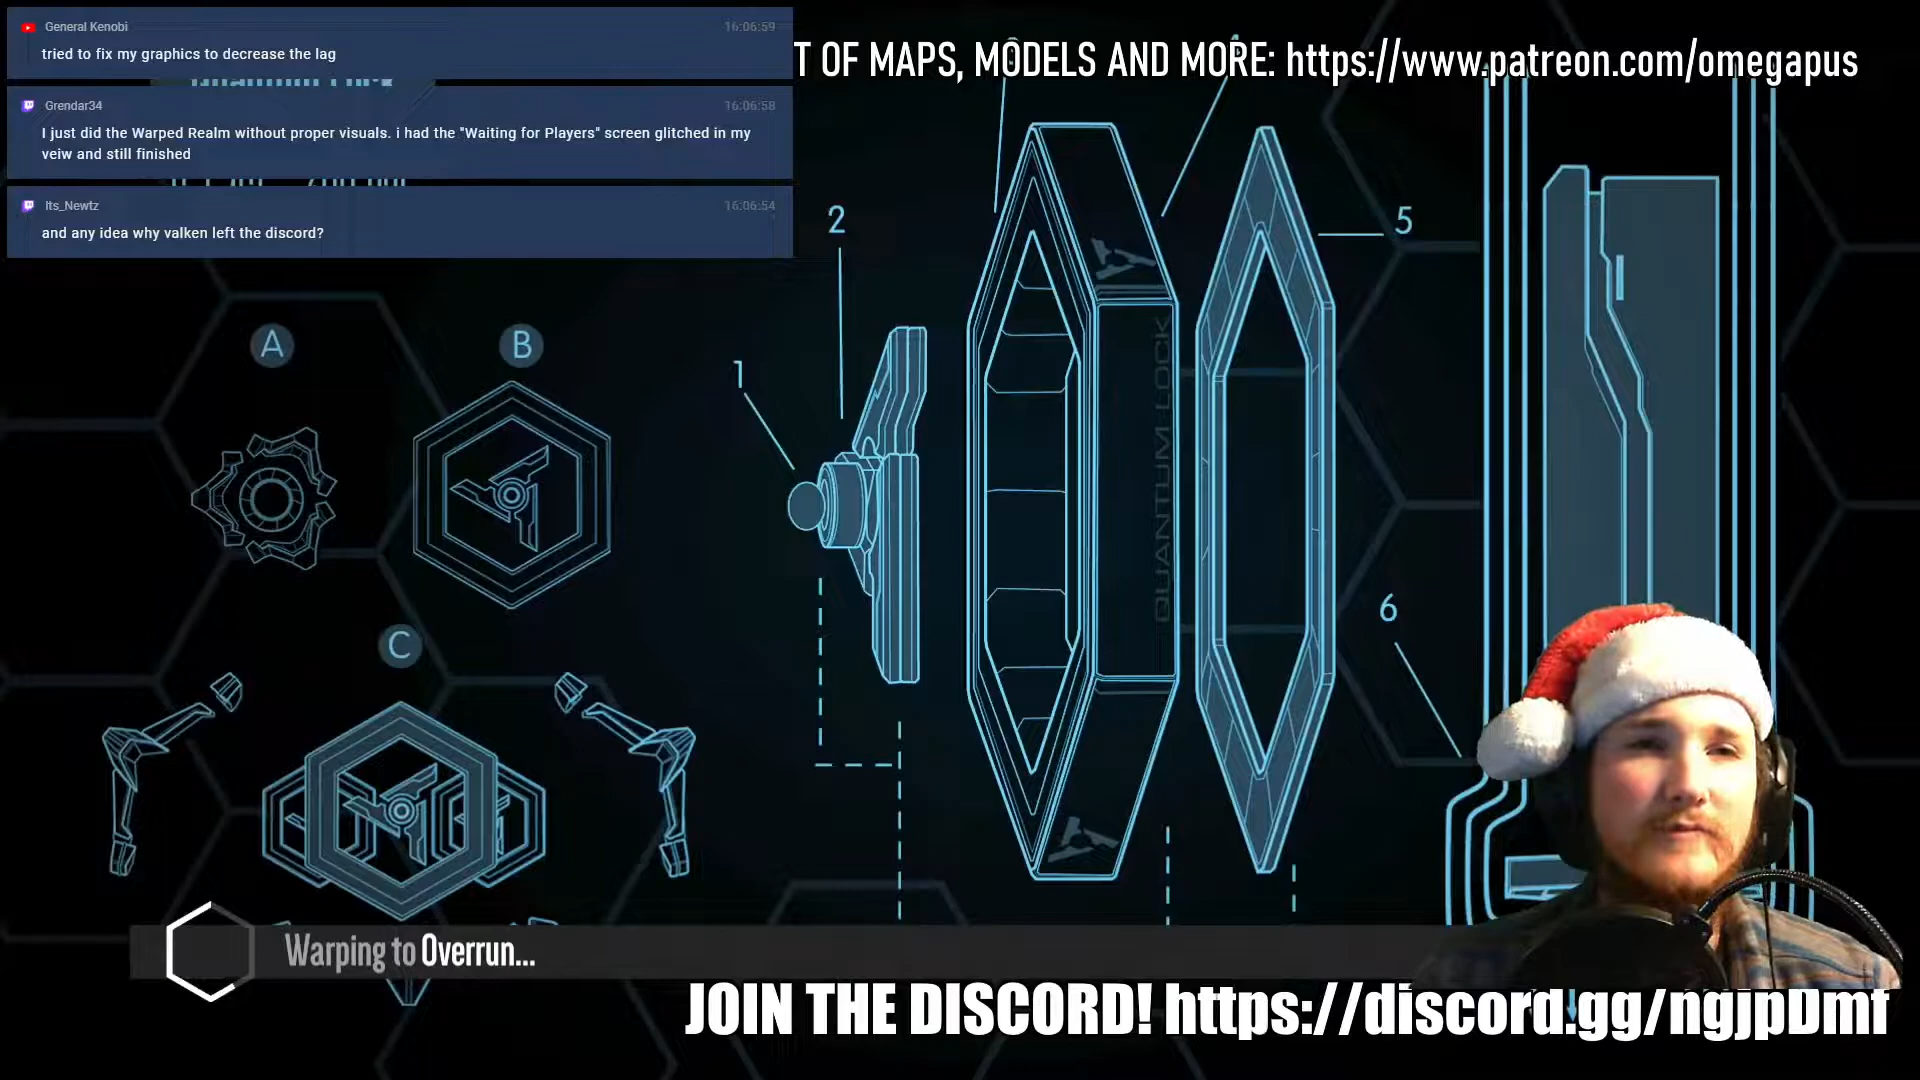 General Kenobi 16:06:59
tried to fix my graphics to decrease the lag
T OF MAPS, MODELS AND MORE: https://www.patreon.com/omegapus
Grendar34 16:06:58
I just did the Warped Realm without proper visuals. i had the "Waiting for Players" screen glitched in my
veiw and still finished
Its_Newtz 16:06:54
and any idea why valken left the discord?
2
5
A
B
1
QUANTUM LOCK
6
C
Warping to Overrun...
JOIN THE DISCORD! https://discord.gg/ngjpDmf